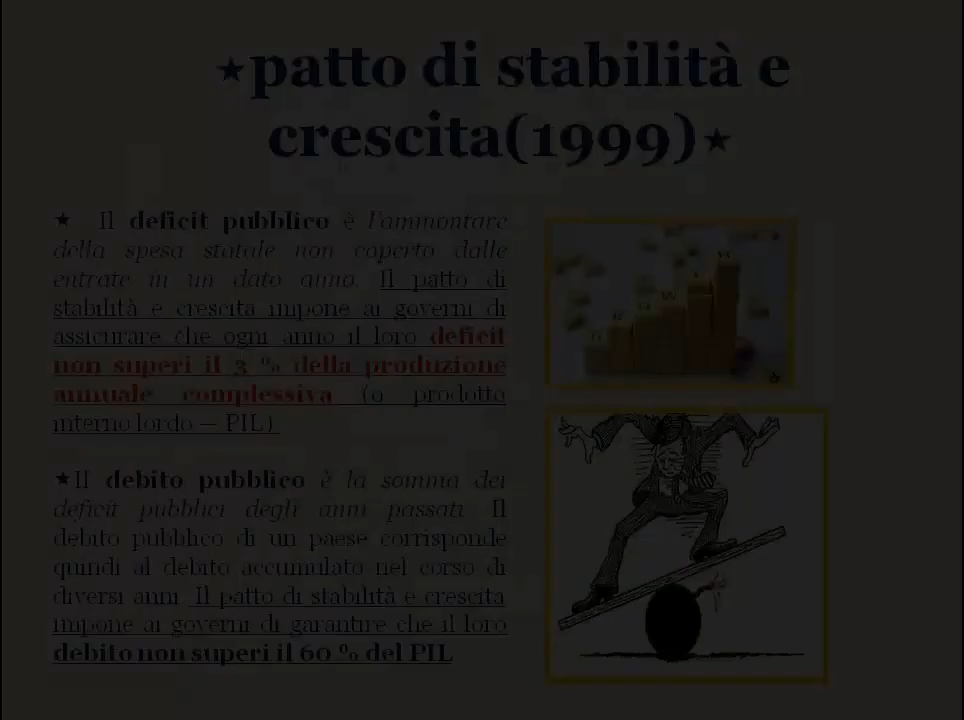 ★patto di stabilità e
crescita(1999)★
★ Il deficit pubblico è l'ammontare
della spesa statale non coperto dalle
entrate in un dato anno. Il patto di
stabilità e crescita impone ai governi di
assicurare che ogni anno il loro deficit
non superi il 3 % della produzione
annuale complessiva (o prodotto
interno lordo – PIL).
★Il debito pubblico è la somma dei
deficit pubblici degli anni passati. Il
debito pubblico di un paese corrisponde
quindi al debito accumulato nel corso di
diversi anni. Il patto di stabilità e crescita
impone ai governi di garantire che il loro
debito non superi il 60 % del PIL